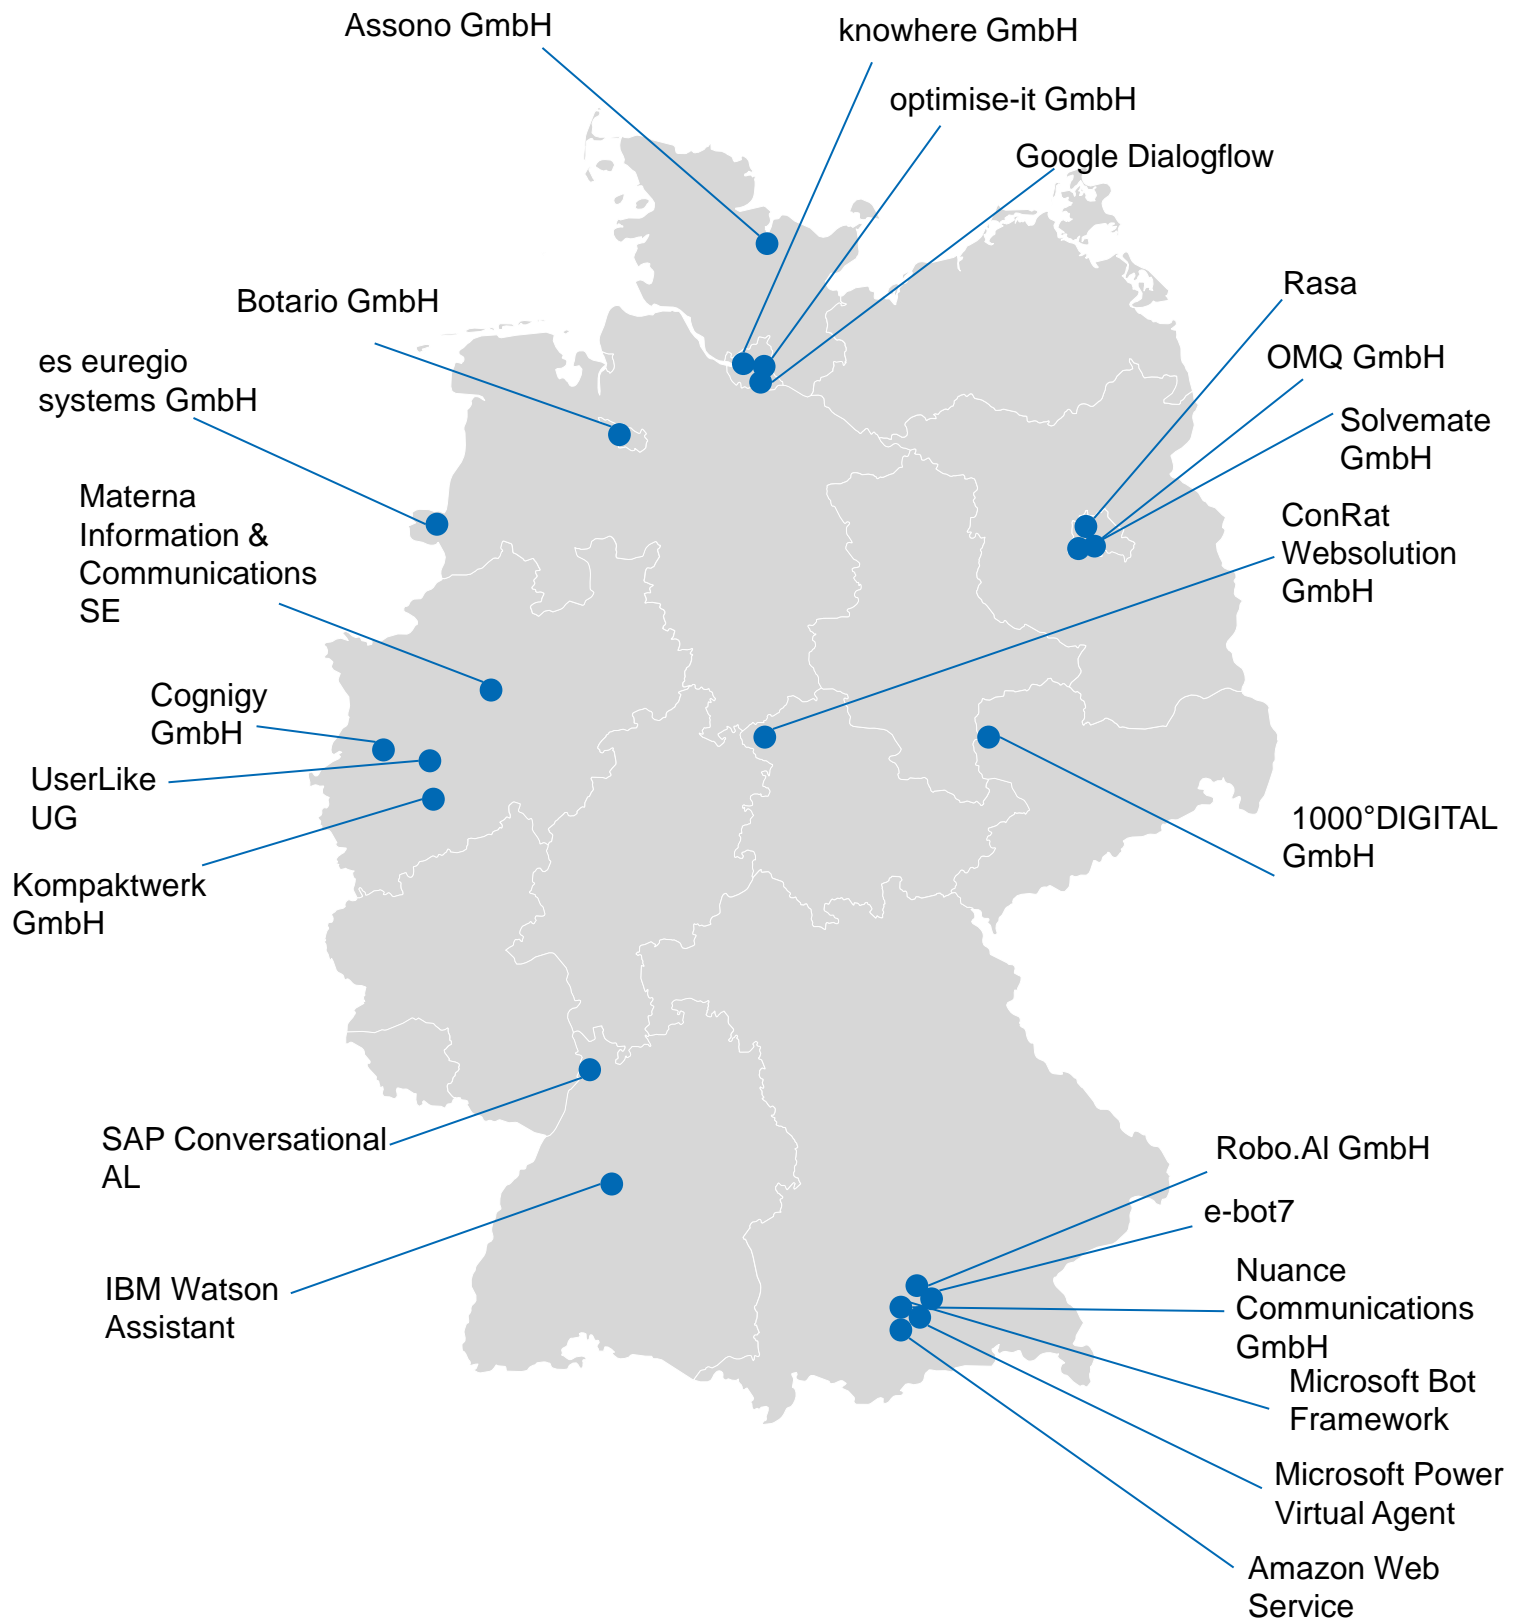 Assono GmbH
knowhere GmbH
optimise-it GmbH
Google Dialogflow
Rasa
Botario GmbH
OMQ GmbH
es euregio
systems GmbH
Solvemate
GmbH
Materna
Information &
Communications
SE
ConRat
Websolution
GmbH
Cognigy
GmbH
UserLike
UG
1000°DIGITAL
GmbH
Kompaktwerk
GmbH
SAP Conversational
AL
Robo.AI GmbH
e-bot7
IBM Watson
Assistant
Nuance
Communications
GmbH
Microsoft Bot
Framework
Microsoft Power
Virtual Agent
Amazon Web
Service